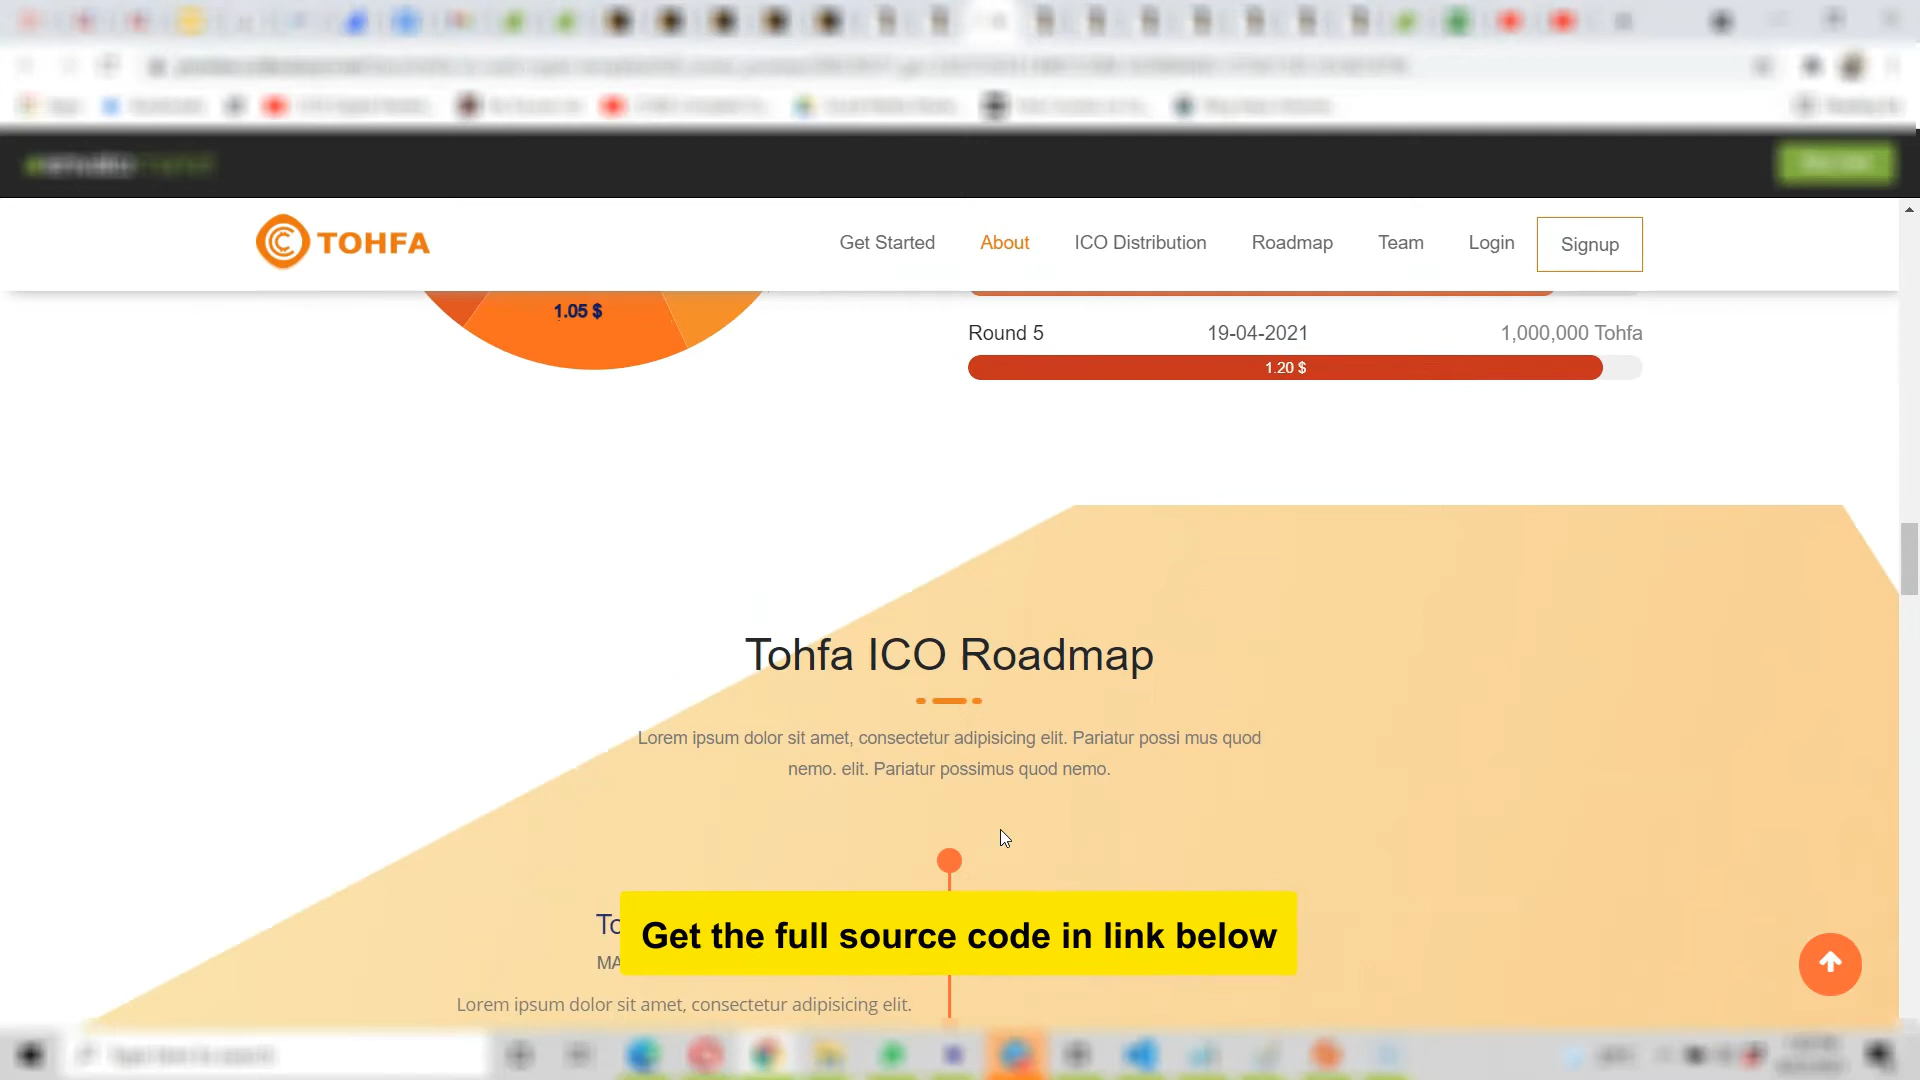 TOHFA
Get Started About ICO Distribution Roadmap Team Login Signup
1.05 $
Round 5 19-04-2021 1,000,000 Tohfa
1.20 $
Tohfa ICO Roadmap
Lorem ipsum dolor sit amet, consectetur adipisicing elit. Pariatur possi mus quod
nemo. elit. Pariatur possimus quod nemo.
Get the full source code in link below
Lorem ipsum dolor sit amet, consectetur adipisicing elit.